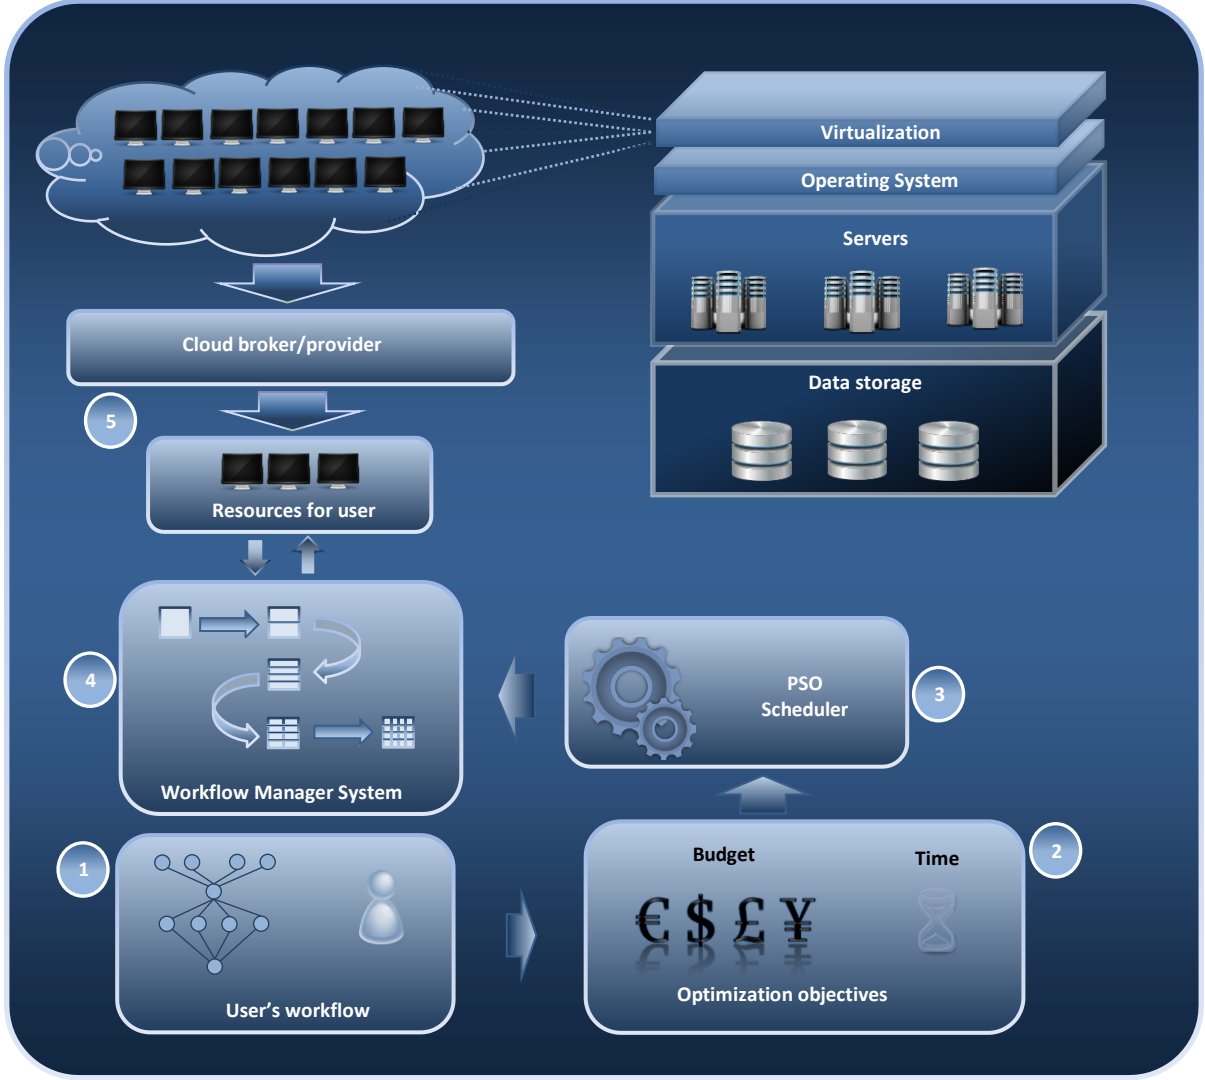 Virtualization
Operating System
Servers
Data storage
Cloud broker/provider
5
Resources for user
4
Workflow Manager System
PSO
Scheduler
3
1
User's workflow
2
Budget
Time
€ $ £ ¥
Optimization objectives